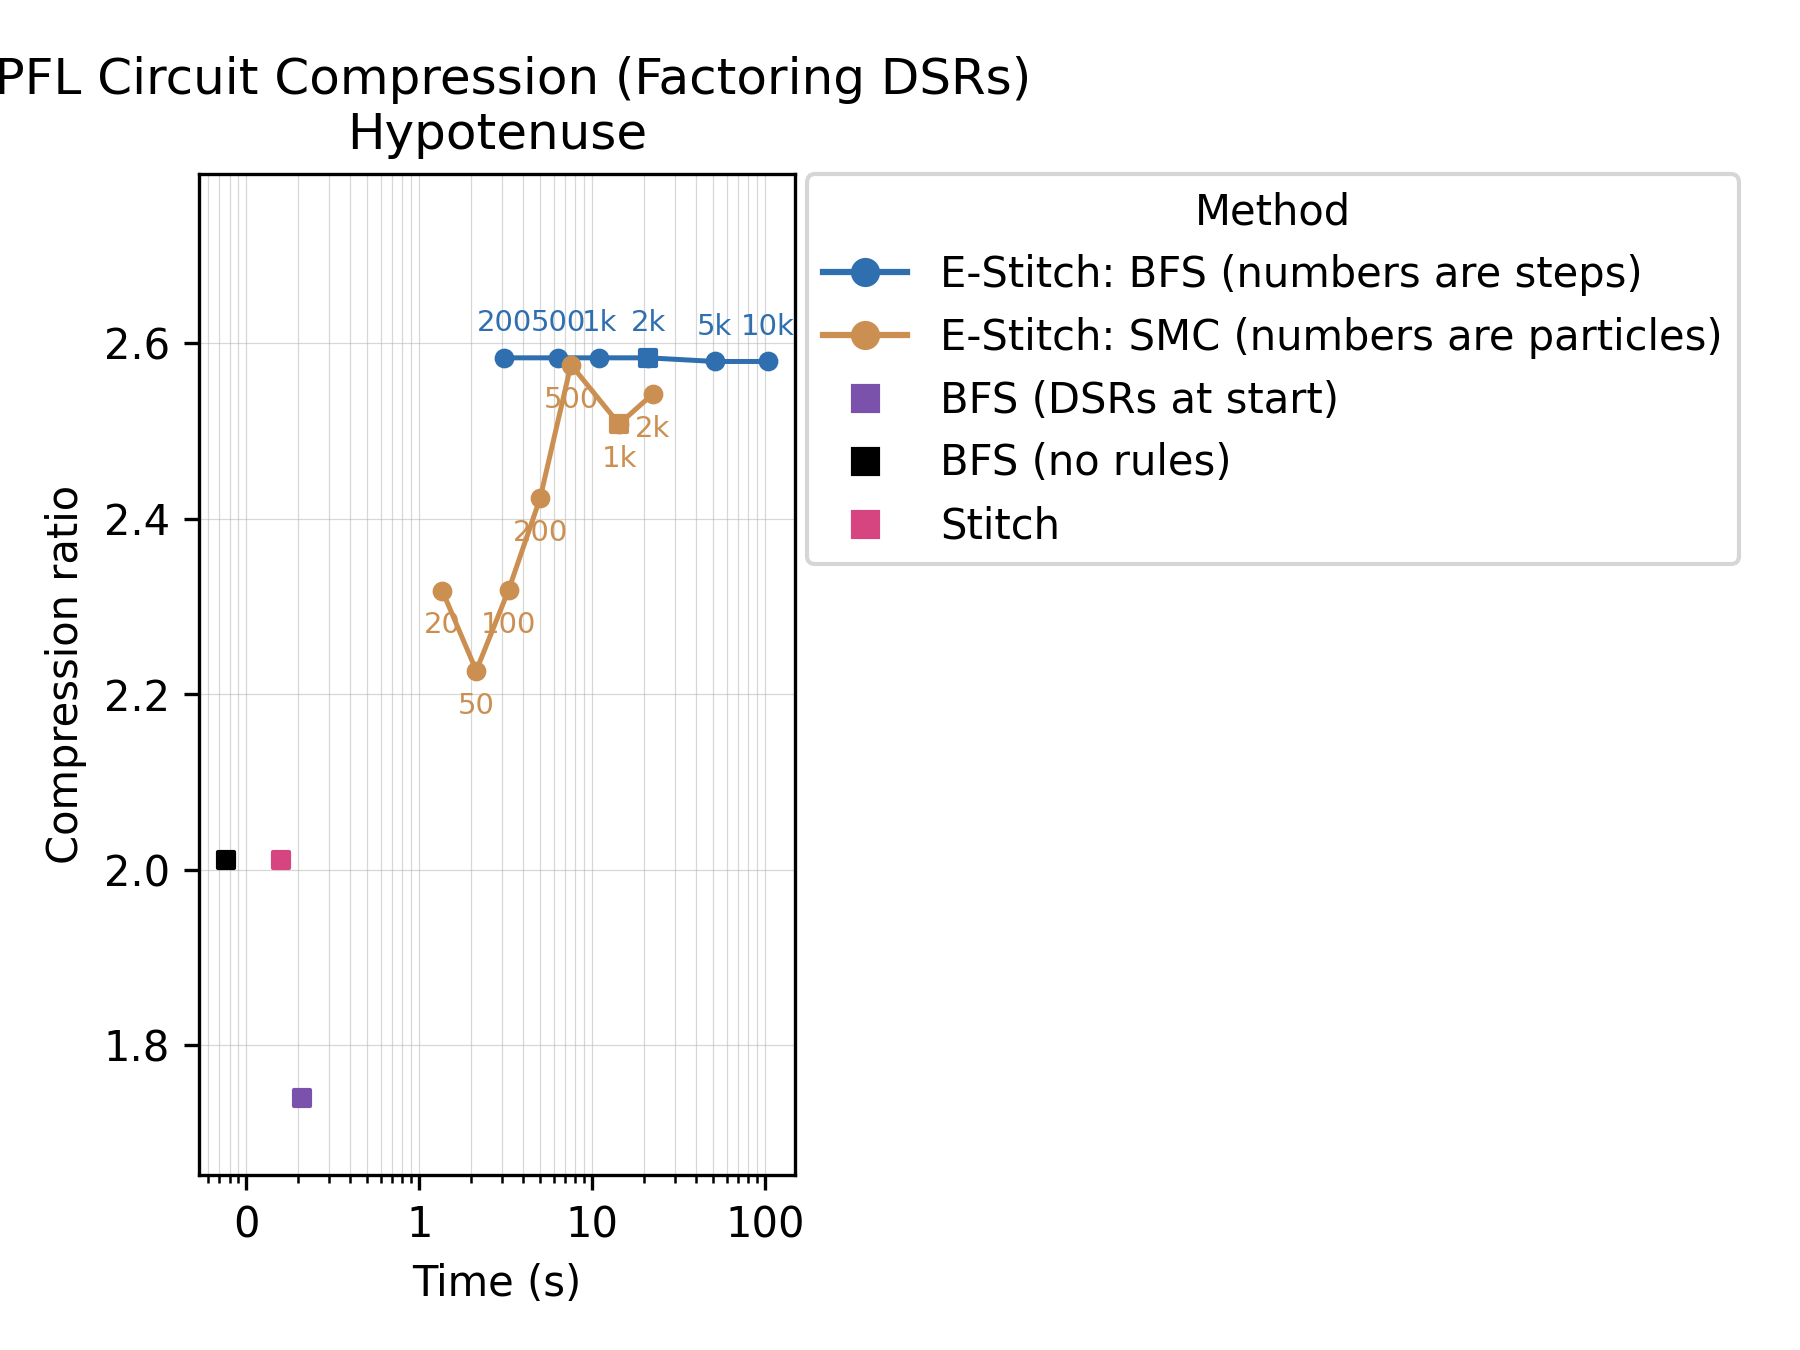 PFL Circuit Compression (Factoring DSRs)
Hypotenuse
Method
E-Stitch: BFS (numbers are steps)
E-Stitch: SMC (numbers are particles)
BFS (DSRs at start)
BFS (no rules)
Stitch
200 500 1k 2k 5k 10k
500
2k
1k
200
20 100
50
Compression ratio
2.6
2.4
2.2
2.0
1.8
0 1 10 100
Time (s)